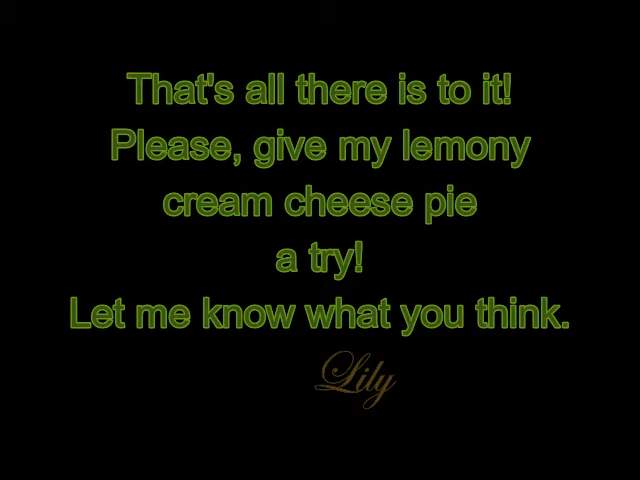 That's all there is to it!
Please, give my lemony
cream cheese pie
a try!
Let me know what you think.
Lily